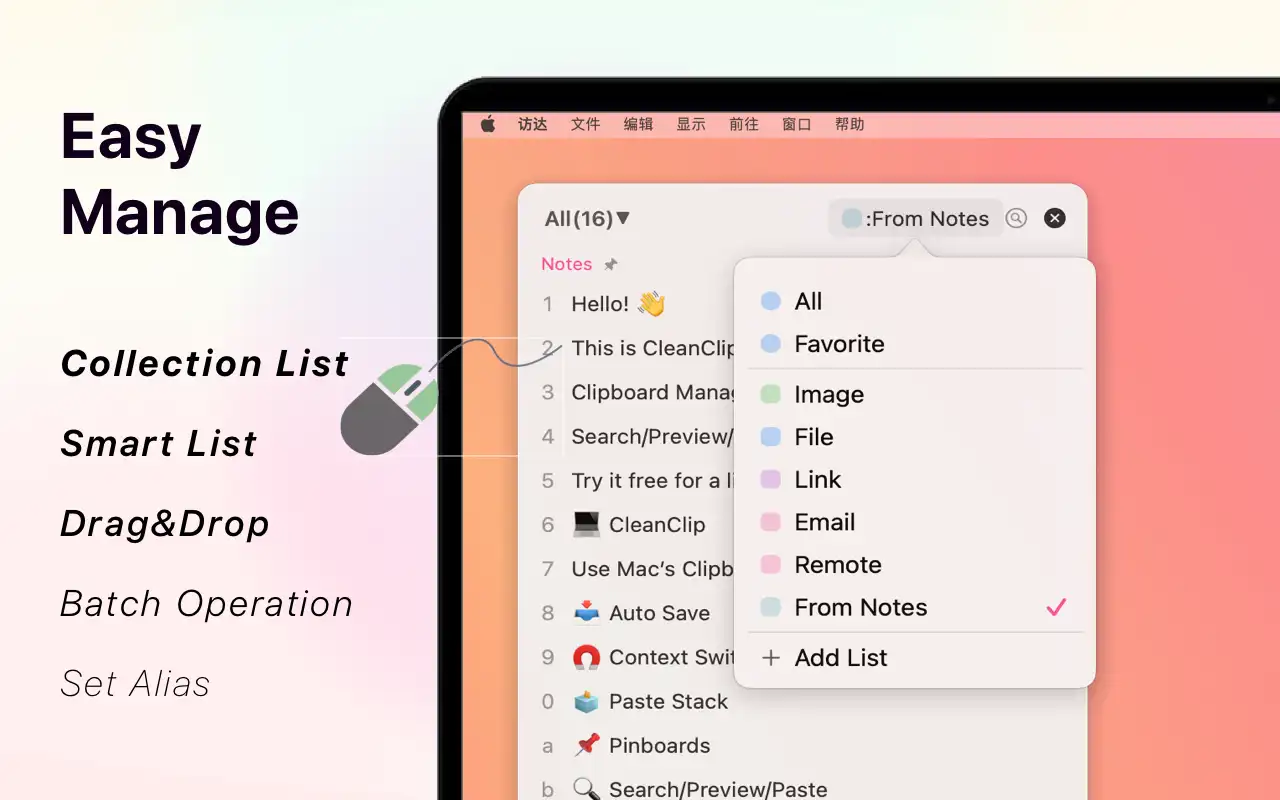 Easy
Manage
Collection List
Smart List
Drag&Drop
Batch Operation
Set Alias
访达 文件 编辑 显示 前往 窗口 帮助
All(16)▼
:From Notes
Notes
1 Hello! 👋
2 This is CleanClip
3 Clipboard Mana
4 Search/Preview/
5 Try it free for a li
6 💻 CleanClip
7 Use Mac's Clipb
8 📥 Auto Save
9 🧲 Context Swit
0 🗳️ Paste Stack
a 📌 Pinboards
b 🔍 Search/Preview/Paste
All
Favorite
Image
File
Link
Email
Remote
From Notes ✓
+ Add List